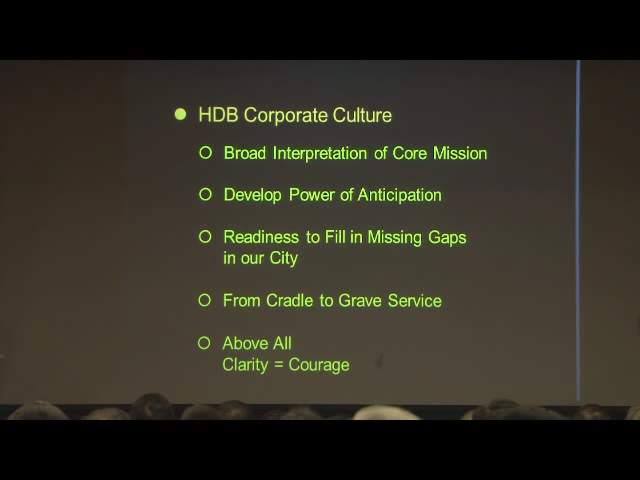 HDB Corporate Culture
Broad Interpretation of Core Mission
Develop Power of Anticipation
Readiness to Fill in Missing Gaps
in our City
From Cradle to Grave Service
Above All
Clarity = Courage